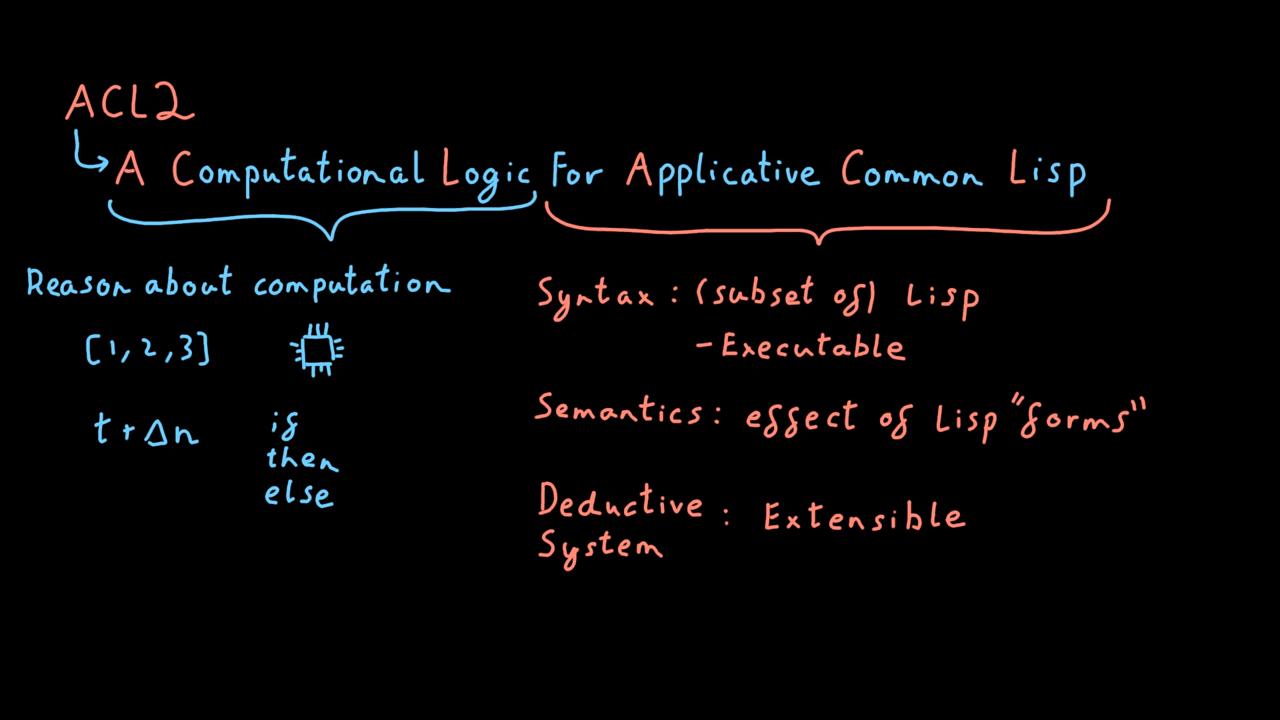 ACL2
A Computational Logic For Applicative Common Lisp
Reason about computation
[1, 2, 3]
t + Δn
if
then
else
Syntax : (subset of) Lisp
- Executable
Semantics : effect of Lisp "forms"
Deductive : Extensible
System